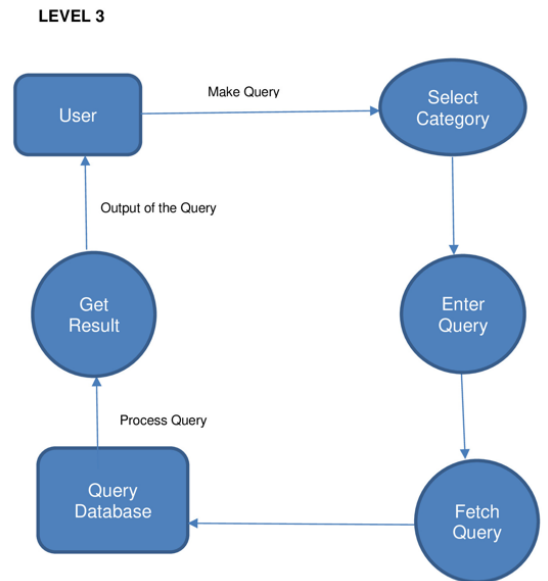 LEVEL 3
User
Make Query
Select
Category
Output of the Query
Get
Result
Enter
Query
Process Query
Query
Database
Fetch
Query